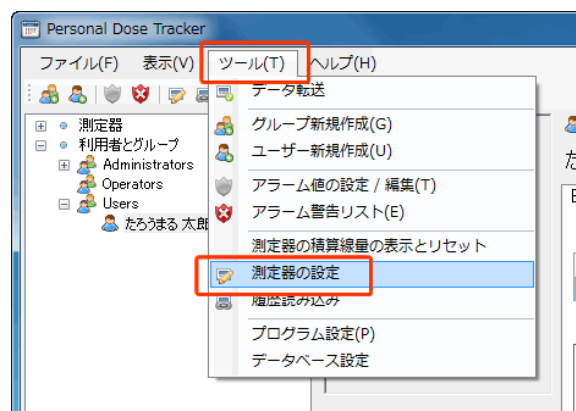 Personal Dose Tracker
ファイル(F) 表示(V) ツール(T) ヘルプ(H)
データ転送
グループ新規作成(G)
ユーザー新規作成(U)
アラーム値の設定 / 編集(T)
アラーム警告リスト(E)
測定器の積算線量の表示とリセット
測定器の設定
履歴読み込み
プログラム設定(P)
データベース設定
測定器
利用者とグループ
Administrators
Operators
Users
たろうまる 太郎
た